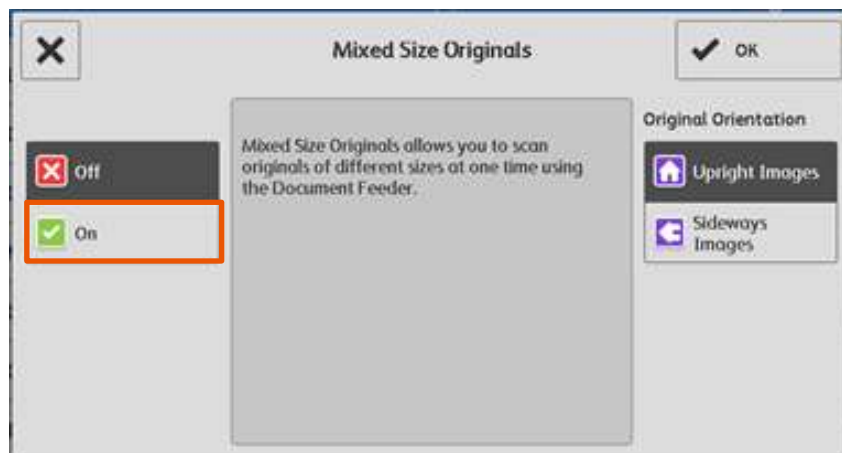 Mixed Size Originals
OK
Off
On
Mixed Size Originals allows you to scan
originals of different sizes at one time using
the Document Feeder.
Original Orientation
Upright Images
Sideways
Images